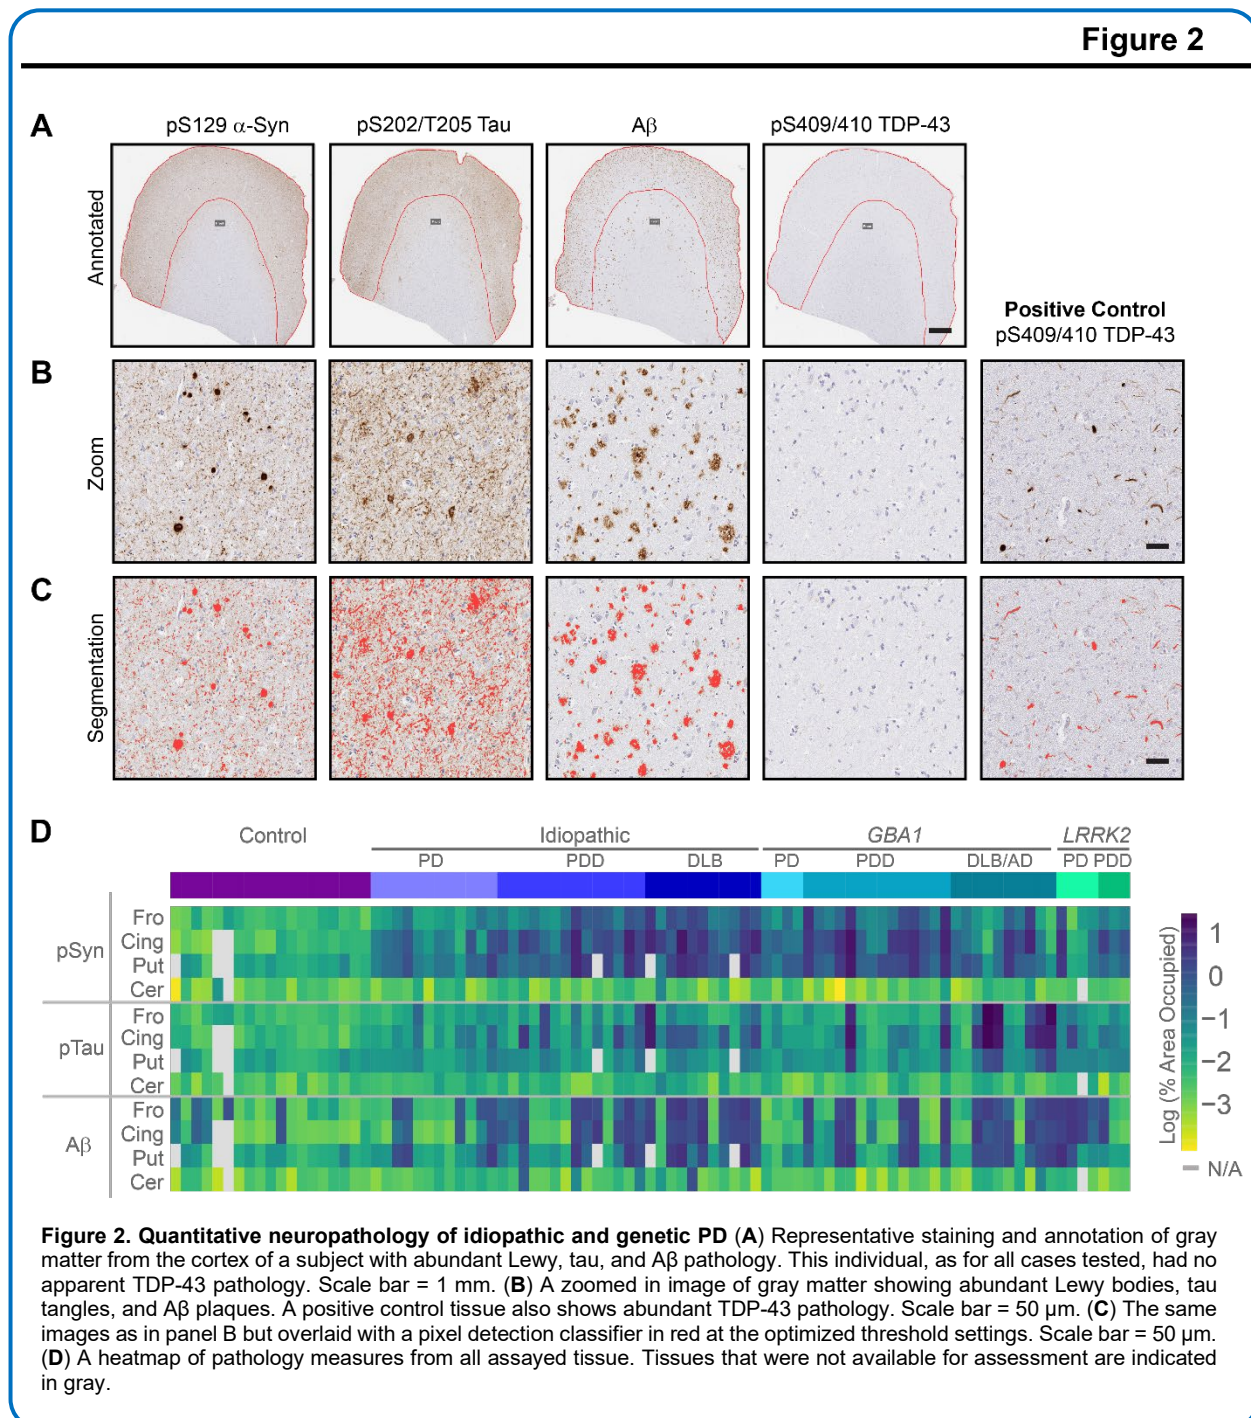 Figure 2
A
pS129 α-Syn
pS202/T205 Tau
Aβ
pS409/410 TDP-43
Annotated
Positive Control
pS409/410 TDP-43
B
Zoom
C
Segmentation
D
Control
Idiopathic
GBA1
LRRK2
PD
PDD
DLB
PD
PDD
DLB/AD
PD PDD
pSyn
Fro
Cing
Put
Cer
pTau
Fro
Cing
Put
Cer
Aβ
Fro
Cing
Put
Cer
Log (% Area Occupied)
1
0
−1
−2
−3
N/A
Figure 2. Quantitative neuropathology of idiopathic and genetic PD (A) Representative staining and annotation of gray
matter from the cortex of a subject with abundant Lewy, tau, and Aβ pathology. This individual, as for all cases tested, had no
apparent TDP-43 pathology. Scale bar = 1 mm. (B) A zoomed in image of gray matter showing abundant Lewy bodies, tau
tangles, and Aβ plaques. A positive control tissue also shows abundant TDP-43 pathology. Scale bar = 50 µm. (C) The same
images as in panel B but overlaid with a pixel detection classifier in red at the optimized threshold settings. Scale bar = 50 µm.
(D) A heatmap of pathology measures from all assayed tissue. Tissues that were not available for assessment are indicated
in gray.